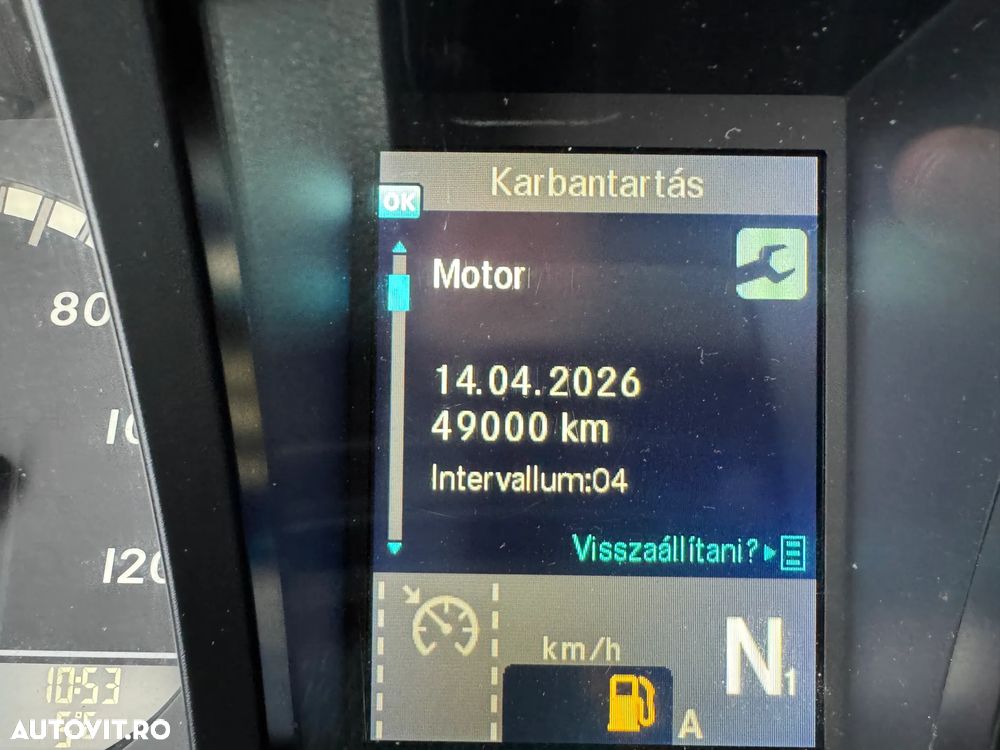 Karbantartás
OK
Motor
14.04.2026
49000 km
Intervallum:04
Visszaállítani?
km/h
N1
A
80
120
10:53
5°C
AUTOVIT.RO